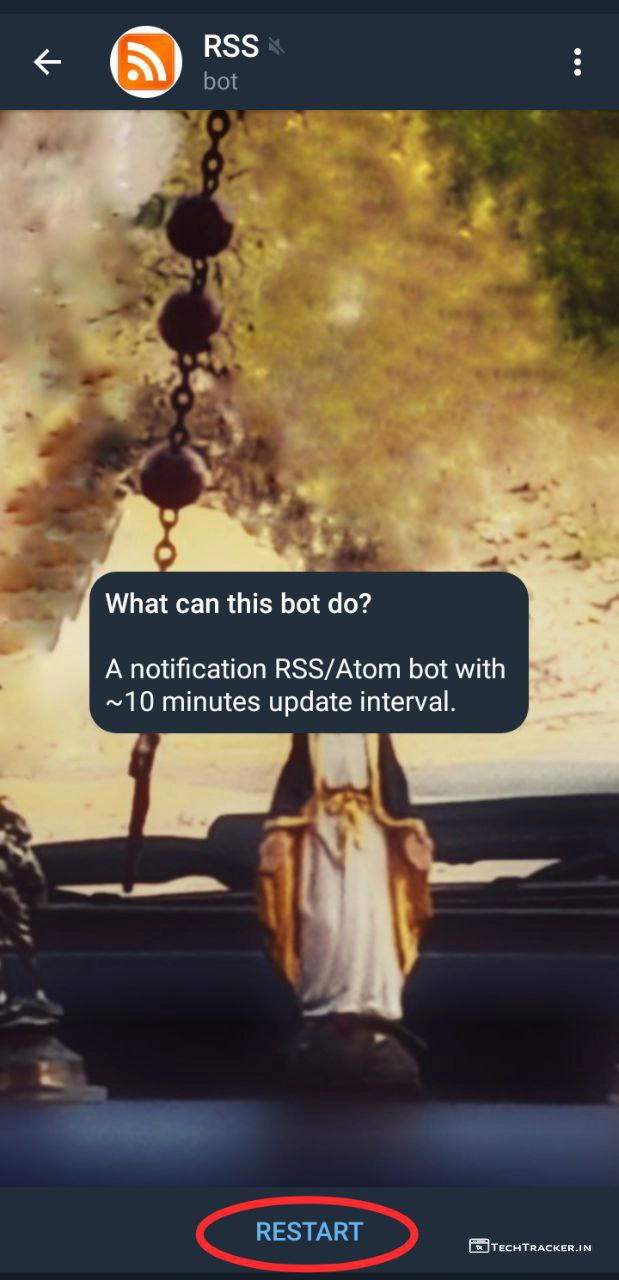 RSS
bot
What can this bot do?
A notification RSS/Atom bot with
~10 minutes update interval.
RESTART
TECHTRACKER.IN